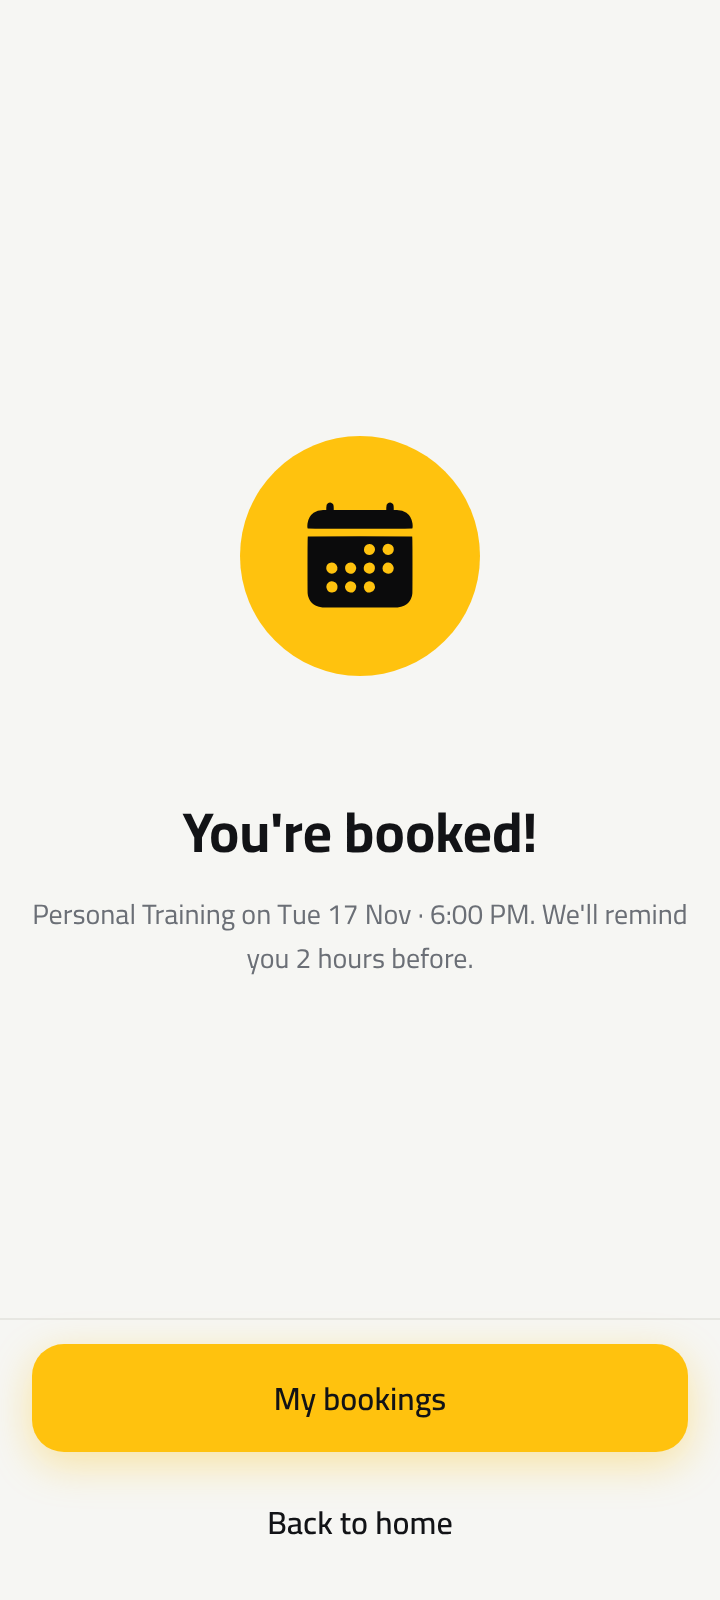 You're booked!
Personal Training on Tue 17 Nov · 6:00 PM. We'll remind
you 2 hours before.
My bookings
Back to home